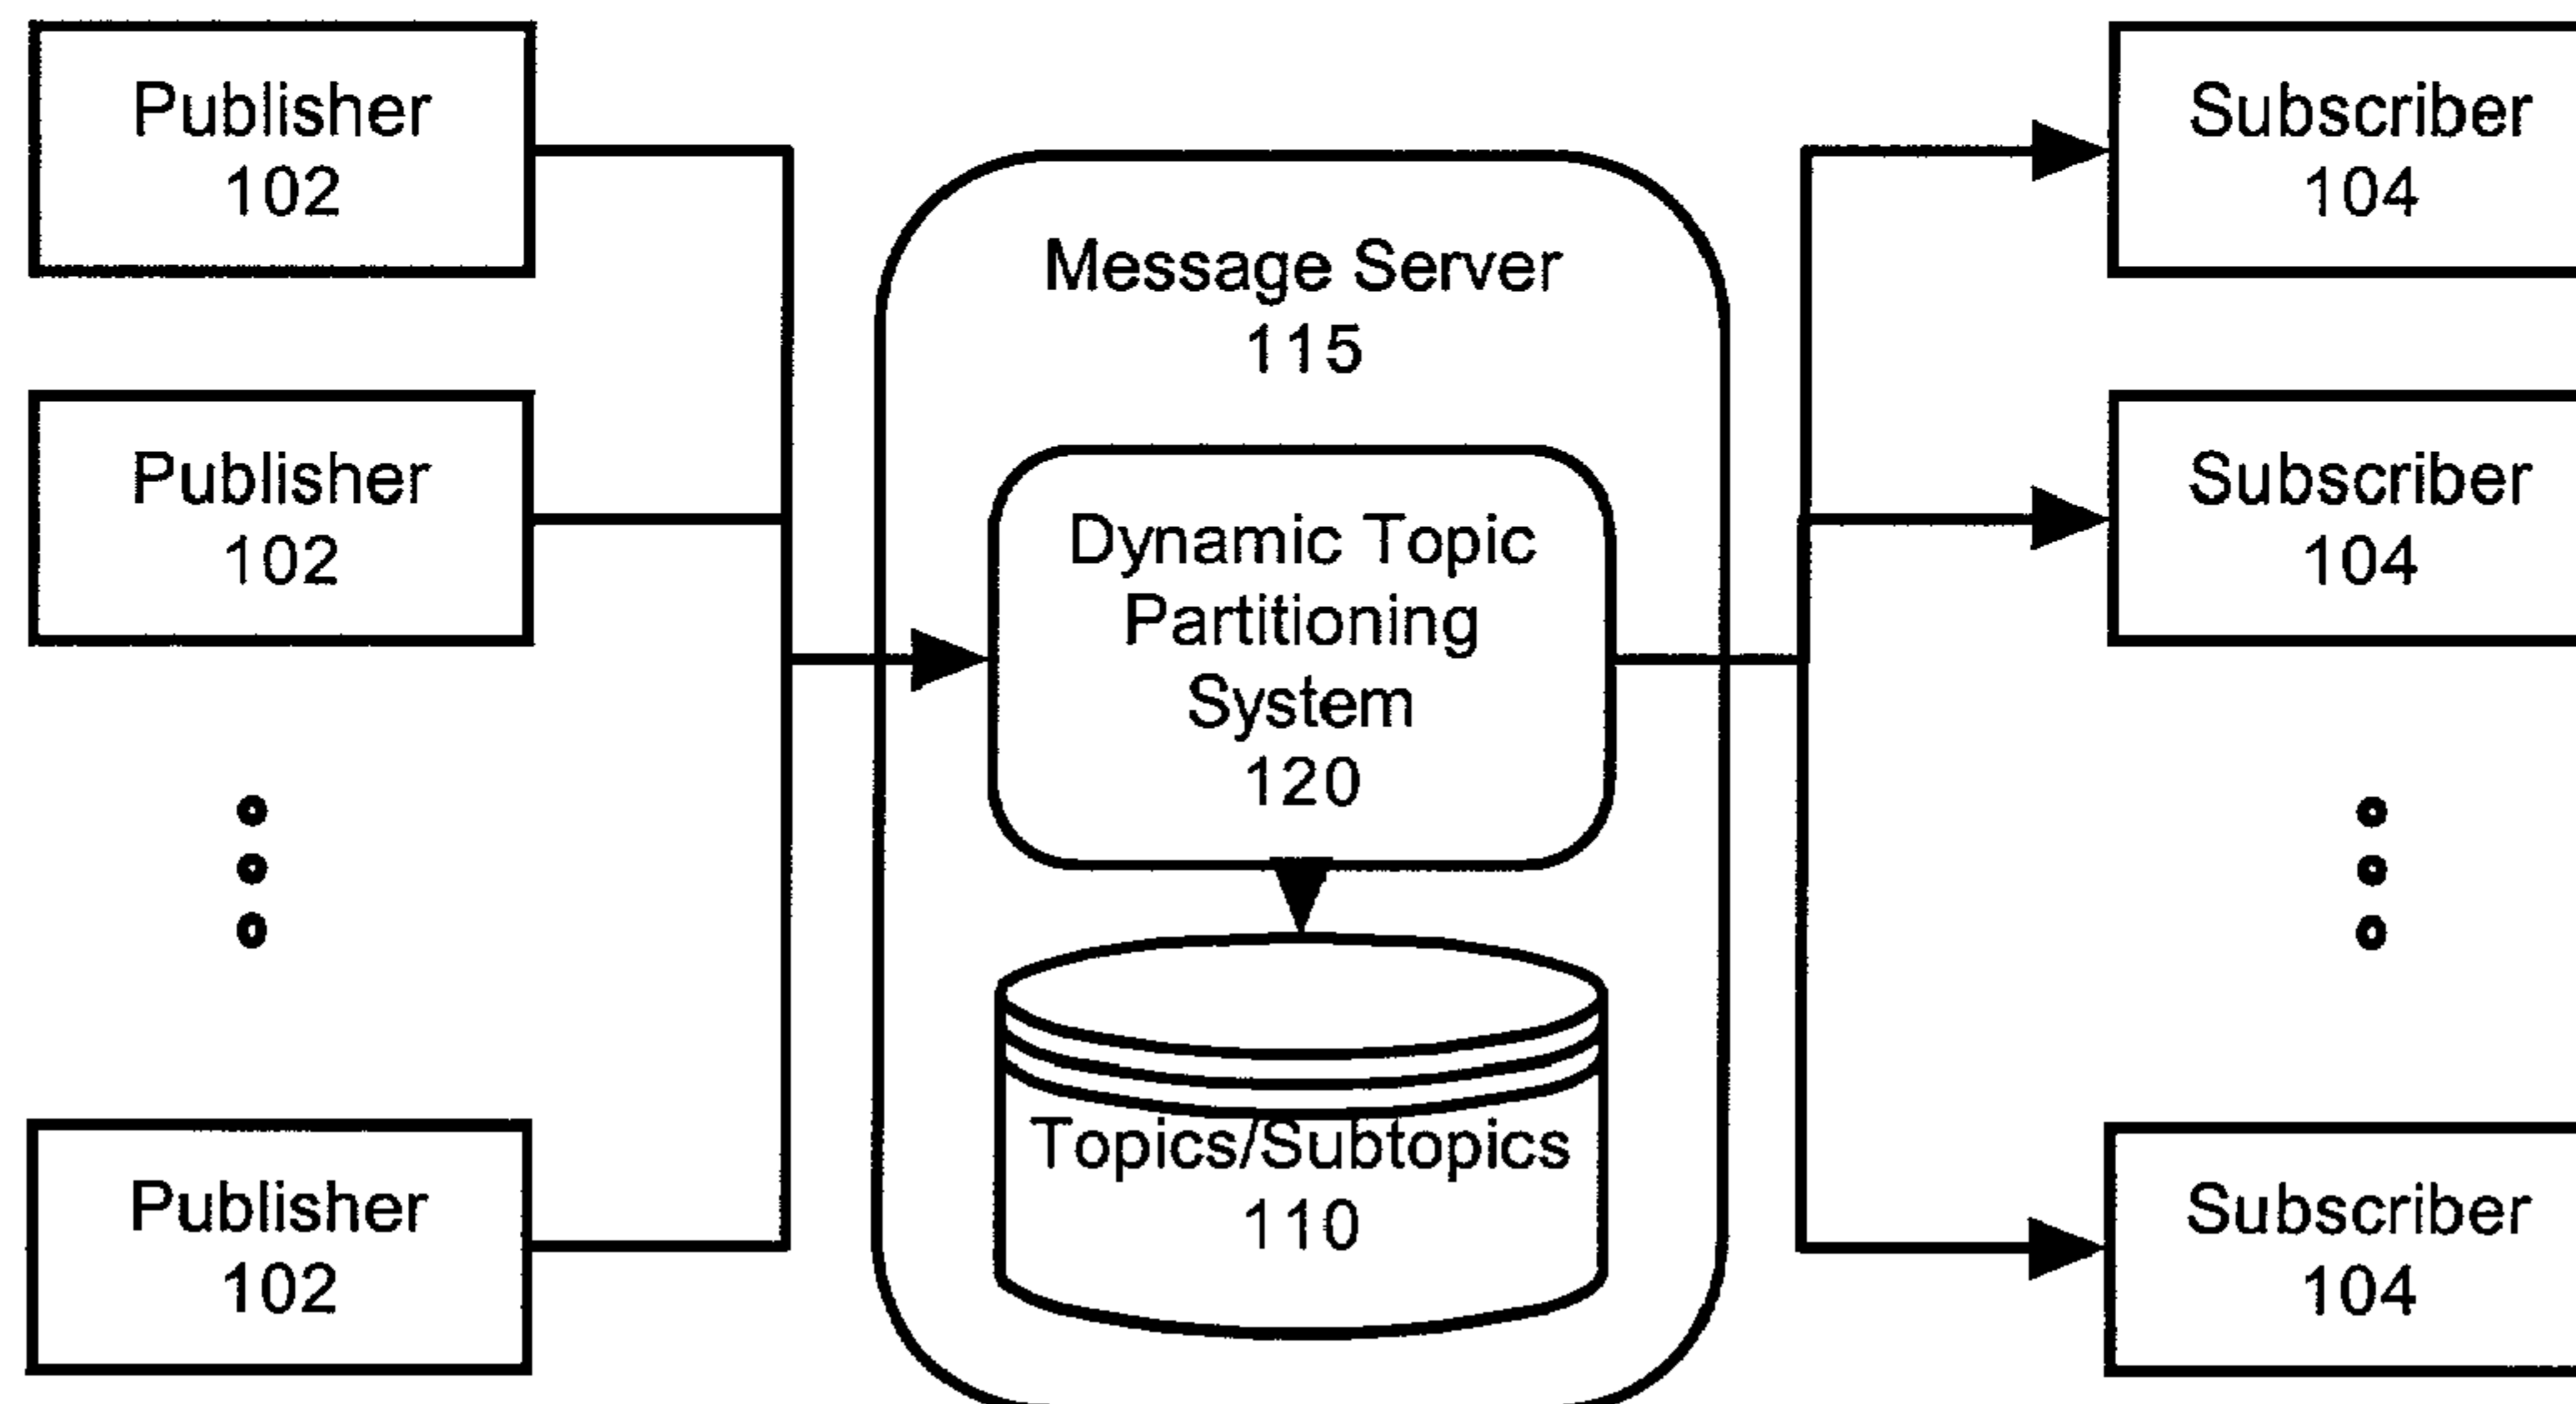 Publisher
102
Publisher
102
Publisher
102
Message Server
115
Dynamic Topic
Partitioning
System
120
Topics/Subtopics
110
Subscriber
104
Subscriber
104
Subscriber
104